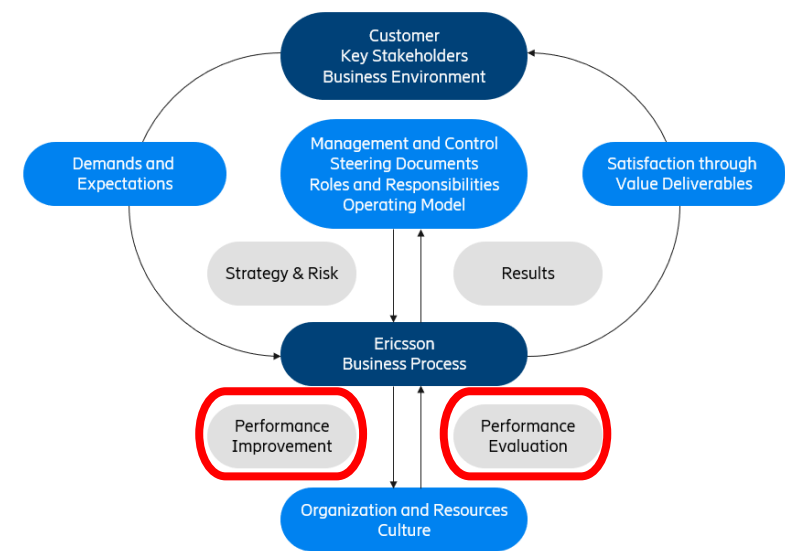 Customer
Key Stakeholders
Business Environment
Demands and
Expectations
Management and Control
Steering Documents
Roles and Responsibilities
Operating Model
Satisfaction through
Value Deliverables
Strategy & Risk
Results
Ericsson
Business Process
Performance
Improvement
Performance
Evaluation
Organization and Resources
Culture